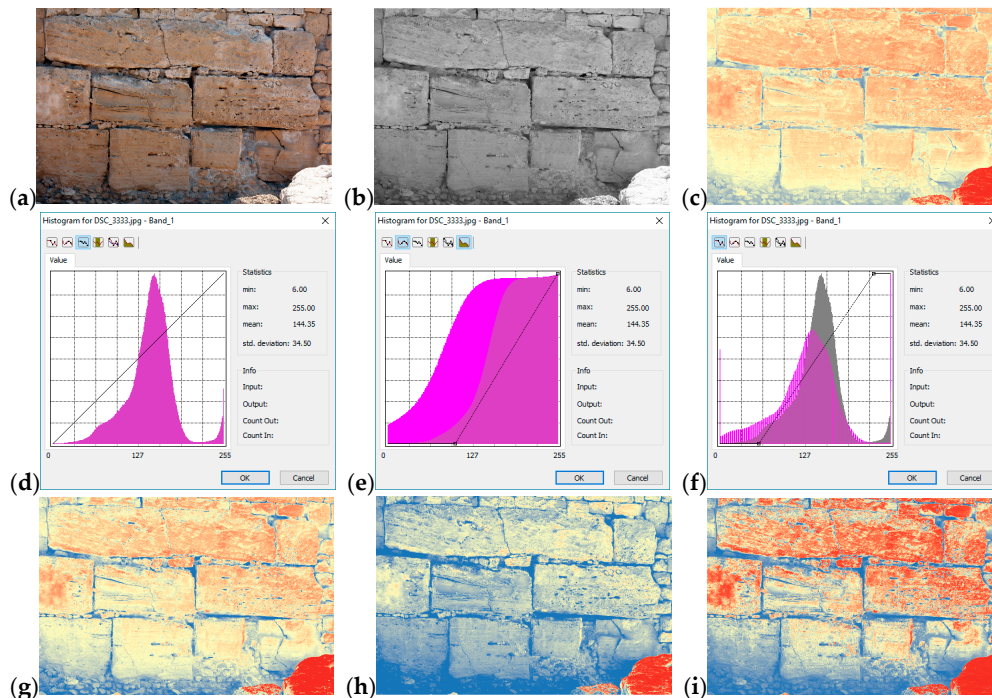 (a)
(b)
(c)
Histogram for DSC_3333.jpg - Band_1
Value
Statistics
min: 6.00
max: 255.00
mean: 144.35
std. deviation: 34.50
Info
Input:
Output:
Count Out:
Count In:
0 127 255
OK Cancel
(d)
Histogram for DSC_3333.jpg - Band_1
Value
Statistics
min: 6.00
max: 255.00
mean: 144.35
std. deviation: 34.50
Info
Input:
Output:
Count Out:
Count In:
0 127 255
OK Cancel
(e)
Histogram for DSC_3333.jpg - Band_1
Value
Statistics
min: 6.00
max: 255.00
mean: 144.35
std. deviation: 34.50
Info
Input:
Output:
Count Out:
Count In:
0 127 255
OK Cancel
(f)
(g)
(h)
(i)